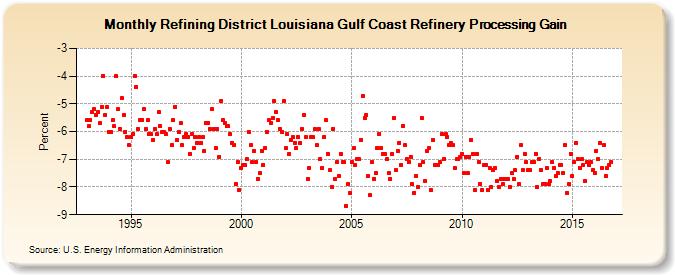 Monthly Refining District Louisiana Gulf Coast Refinery Processing Gain
Percent
-3
-4
-5
-6
-7
-8
-9
1995 2000 2005 2010 2015
Source: U.S. Energy Information Administration